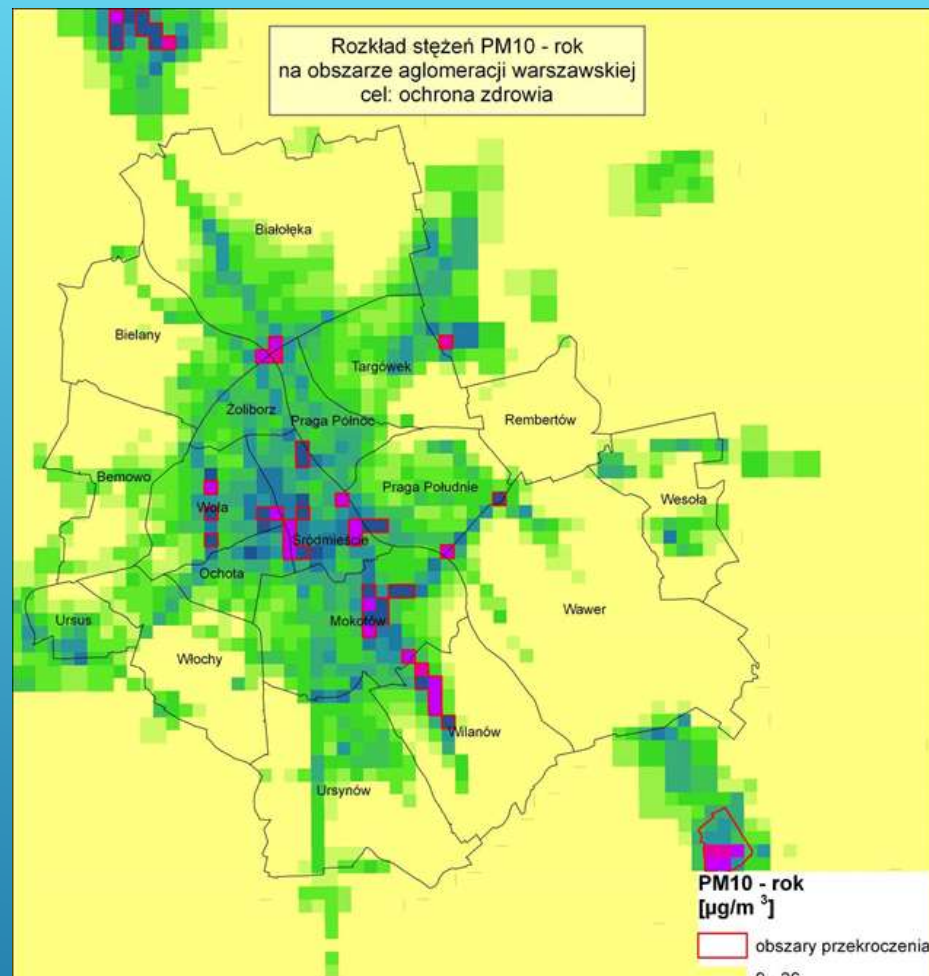 Rozkład stężeń PM10 - rok
na obszarze aglomeracji warszawskiej
cel: ochrona zdrowia
Białołęka
Bielany
Targówek
Żoliborz
Praga Północ
Rembertów
Bemowo
Praga Południe
Wola
Wesoła
Śródmieście
Ochota
Wawer
Ursus
Mokotów
Włochy
Wilanów
Ursynów
PM10 - rok
[µg/m ³]
obszary przekroczenia